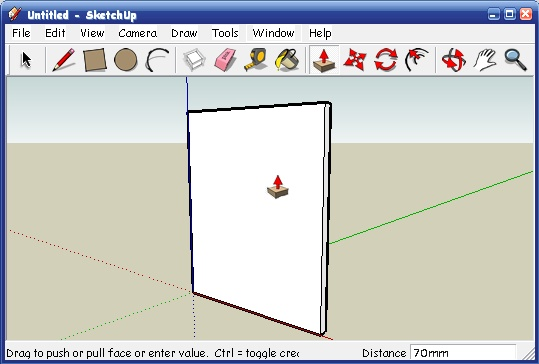 Untitled - SketchUp
File Edit View Camera Draw Tools Window Help
Drag to push or pull face or enter value. Ctrl = toggle crea Distance 70mm